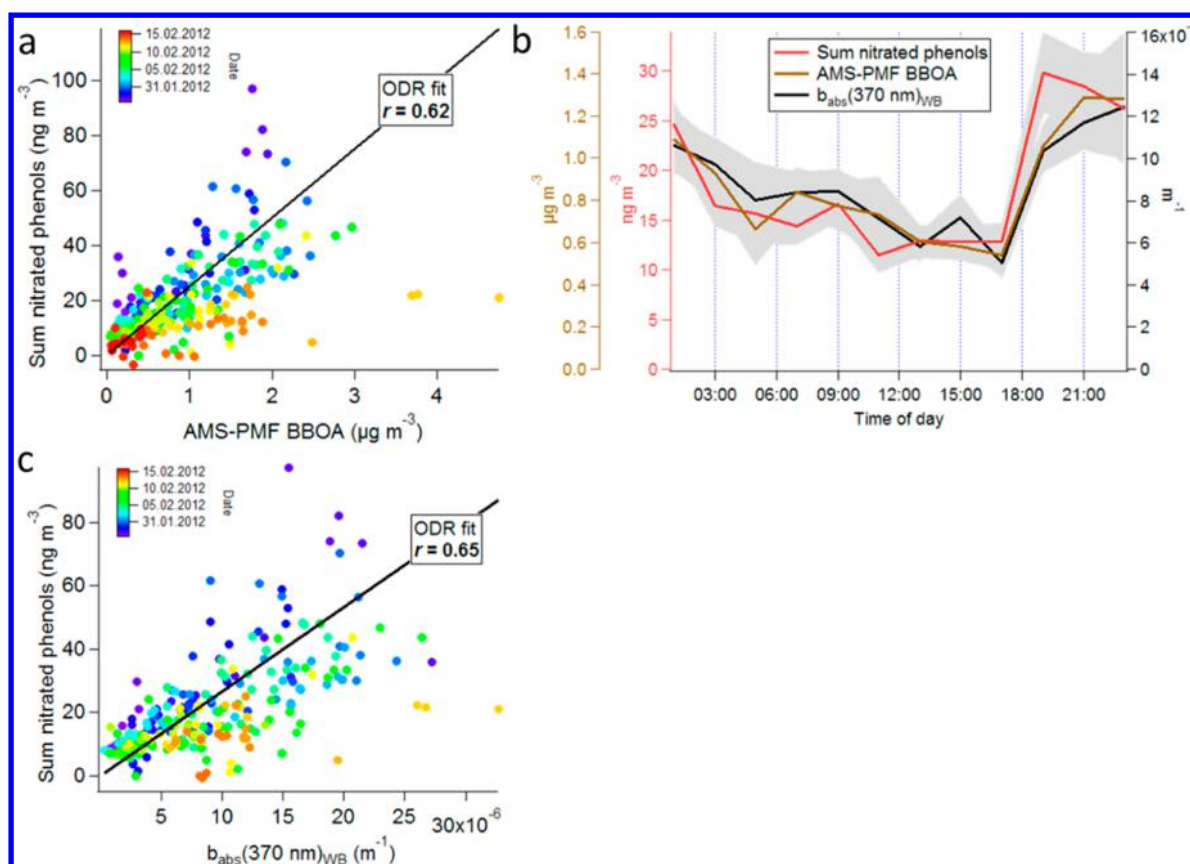 a
15.02.2012
10.02.2012
05.02.2012
31.01.2012
Date
ODR fit
r = 0.62
100
80
60
40
20
0
Sum nitrated phenols (ng m⁻³)
0 1 2 3 4
AMS-PMF BBOA (µg m⁻³)
b
Sum nitrated phenols
AMS-PMF BBOA
b_abs(370 nm)_WB
1.6
1.4
1.2
1.0
0.8
0.6
0.4
0.2
0.0
µg m⁻³
30
25
20
15
10
5
0
ng m⁻³
14
12
10
8
6
4
2
0
m⁻¹
03:00 06:00 09:00 12:00 15:00 18:00 21:00
Time of day
c
15.02.2012
10.02.2012
05.02.2012
31.01.2012
Date
ODR fit
r = 0.65
80
60
40
20
0
Sum nitrated phenols (ng m⁻³)
5 10 15 20 25 30x10⁻⁶
b_abs(370 nm)_WB (m⁻¹)